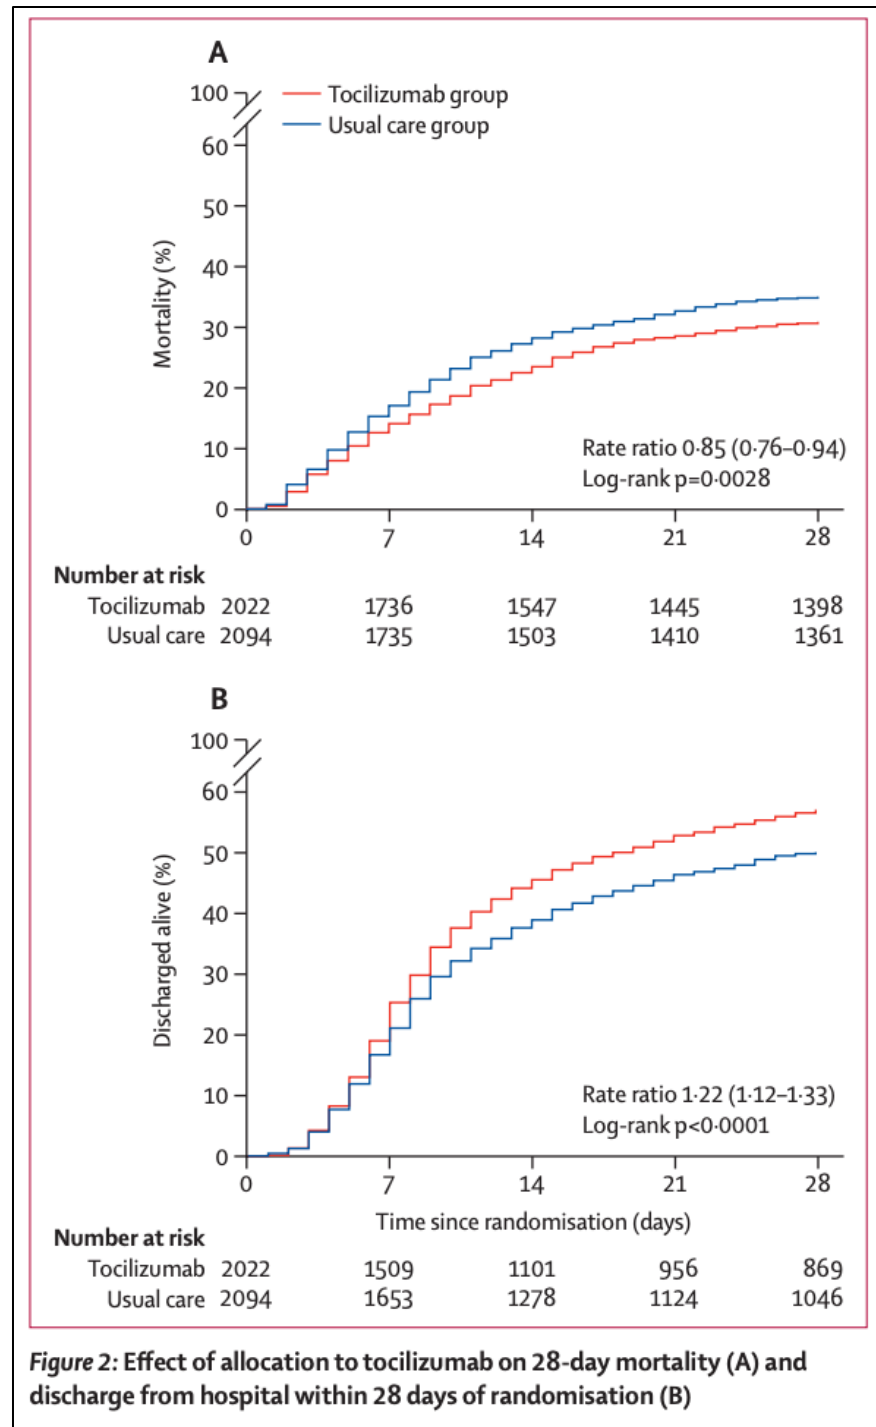 A
100
Tocilizumab group
Usual care group
60
50
40
30
20
10
0
Mortality (%)
Rate ratio 0·85 (0·76–0·94)
Log-rank p=0·0028
0 7 14 21 28
Number at risk
Tocilizumab 2022 1736 1547 1445 1398
Usual care 2094 1735 1503 1410 1361
B
100
60
50
40
30
20
10
0
Discharged alive (%)
Rate ratio 1·22 (1·12–1·33)
Log-rank p<0·0001
0 7 14 21 28
Time since randomisation (days)
Number at risk
Tocilizumab 2022 1509 1101 956 869
Usual care 2094 1653 1278 1124 1046
Figure 2: Effect of allocation to tocilizumab on 28-day mortality (A) and
discharge from hospital within 28 days of randomisation (B)